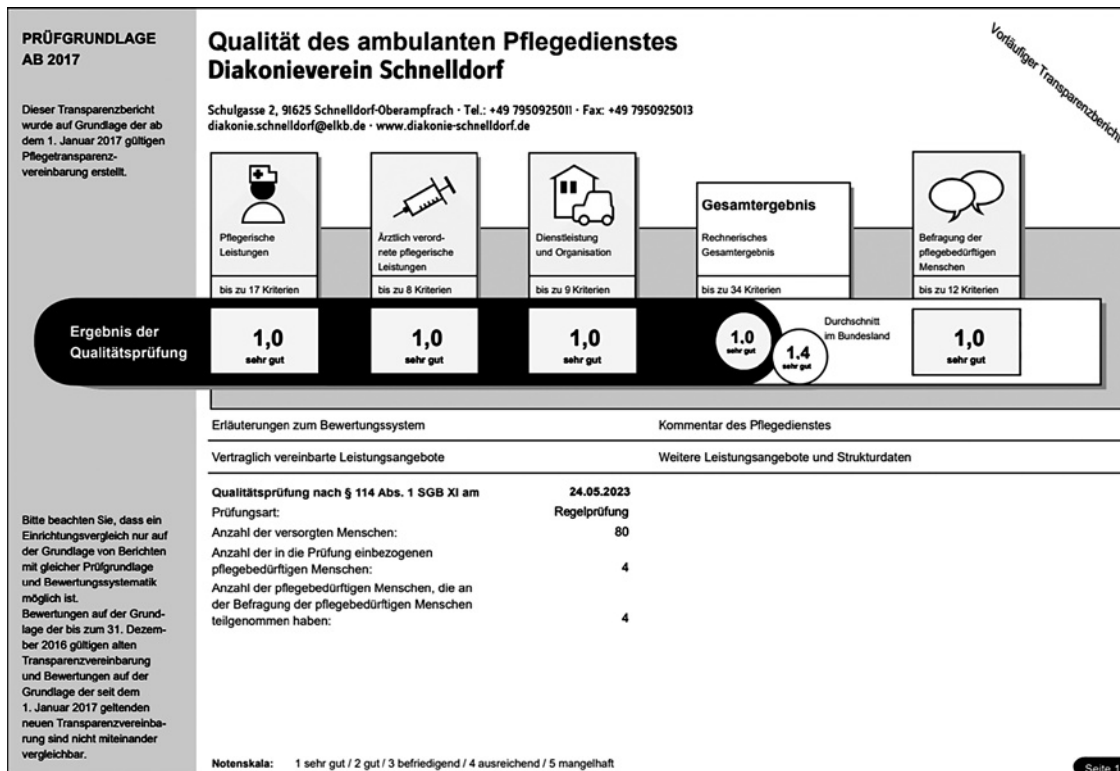 PRÜFGRUNDLAGE
AB 2017
Dieser Transparenzbericht
wurde auf Grundlage der ab
dem 1. Januar 2017 gültigen
Pflegetransparenz-
vereinbarung erstellt.
Qualität des ambulanten Pflegedienstes
Diakonieverein Schnelldorf
Schulgasse 2, 91625 Schnelldorf-Oberampfrach · Tel.: +49 7950925011 · Fax: +49 7950925013
diakonie.schnelldorf@elkb.de · www.diakonie-schnelldorf.de
Vorläufiger Transparenzbericht
Pflegerische
Leistungen
bis zu 17 Kriterien
Ärztlich verord-
nete pflegerische
Leistungen
bis zu 8 Kriterien
Dienstleistung
und Organisation
bis zu 9 Kriterien
Gesamtergebnis
Rechnerisches
Gesamtergebnis
bis zu 34 Kriterien
Befragung der
pflegebedürftigen
Menschen
bis zu 12 Kriterien
Ergebnis der
Qualitätsprüfung
1,0
sehr gut
1,0
sehr gut
1,0
sehr gut
1.0
sehr gut
1.4
sehr gut
Durchschnitt
im Bundesland
1,0
sehr gut
Erläuterungen zum Bewertungssystem
Kommentar des Pflegedienstes
Vertraglich vereinbarte Leistungsangebote
Weitere Leistungsangebote und Strukturdaten
Qualitätsprüfung nach § 114 Abs. 1 SGB XI am 24.05.2023
Prüfungsart: Regelprüfung
Anzahl der versorgten Menschen: 80
Anzahl der in die Prüfung einbezogenen
pflegebedürftigen Menschen: 4
Anzahl der pflegebedürftigen Menschen, die an
der Befragung der pflegebedürftigen Menschen
teilgenommen haben: 4
Bitte beachten Sie, dass ein
Einrichtungsvergleich nur auf
der Grundlage von Berichten
mit gleicher Prüfgrundlage
und Bewertungssystematik
möglich ist.
Bewertungen auf der Grund-
lage der bis zum 31. Dezem-
ber 2016 gültigen alten
Transparenzvereinbarung
und Bewertungen auf der
Grundlage der seit dem
1. Januar 2017 geltenden
neuen Transparenzvereinba-
rung sind nicht miteinander
vergleichbar.
Notenskala: 1 sehr gut / 2 gut / 3 befriedigend / 4 ausreichend / 5 mangelhaft
Seite